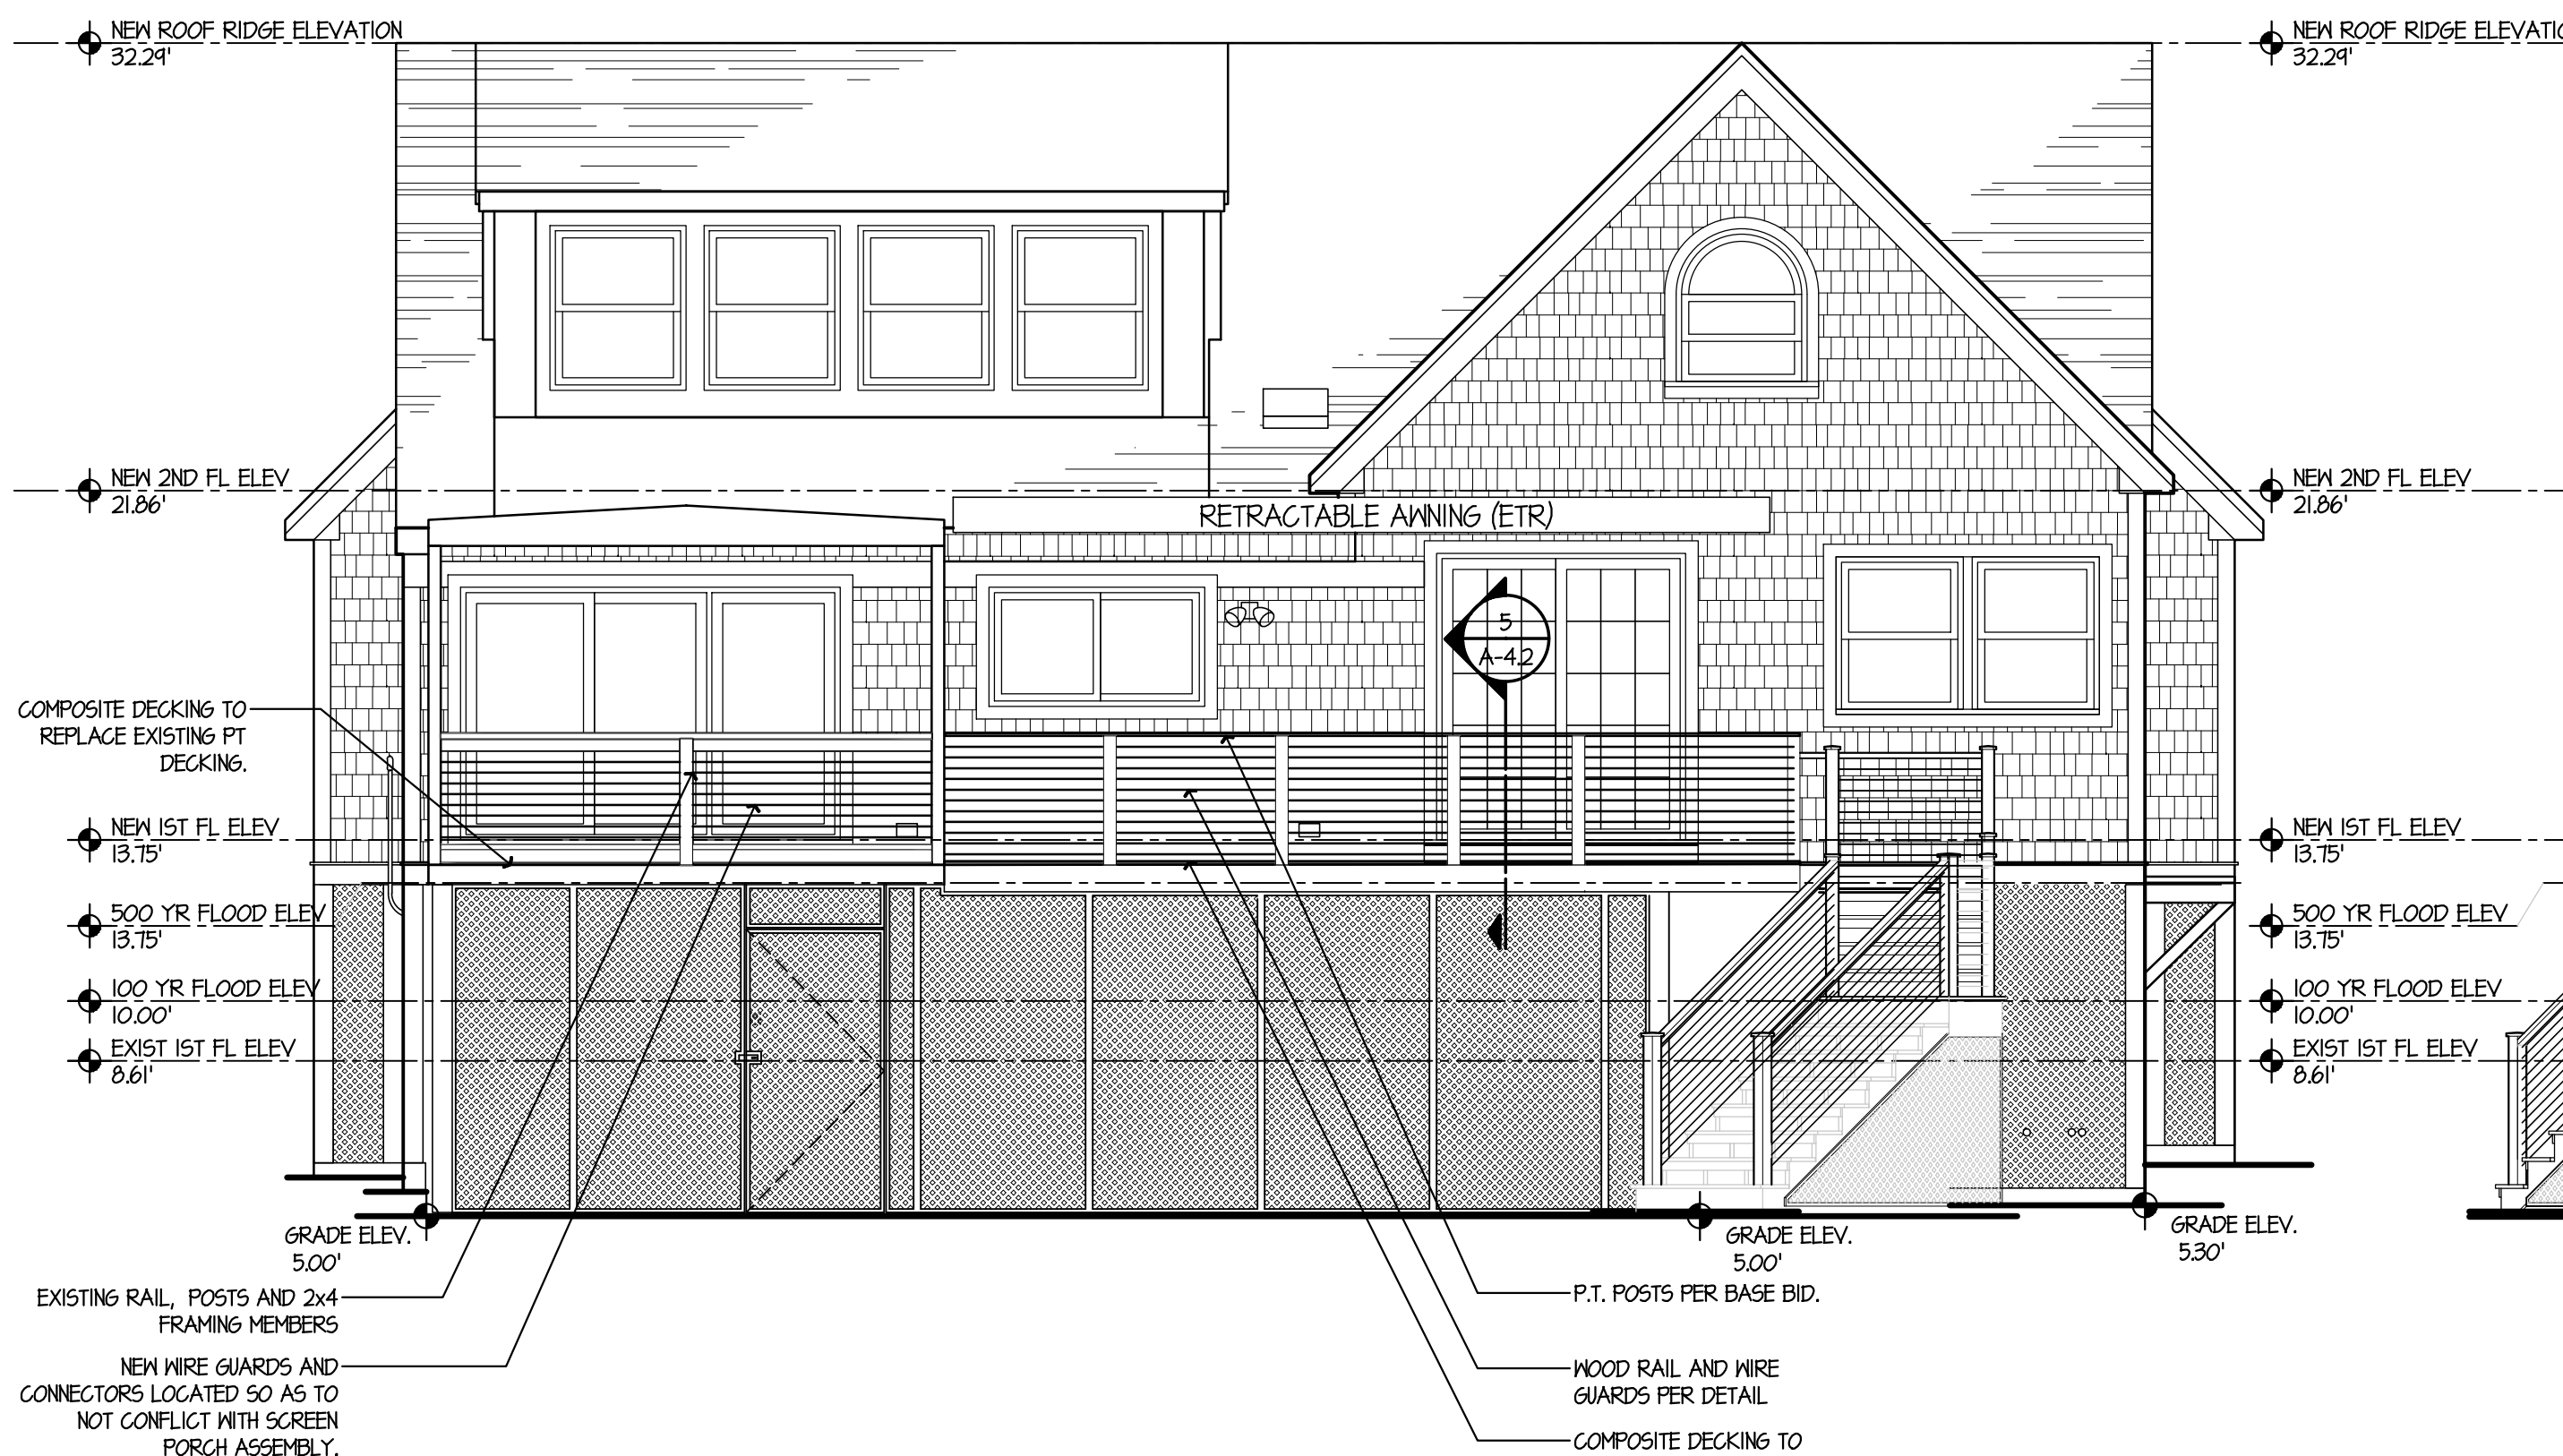 NEW ROOF RIDGE ELEVATION
32.29'
NEW ROOF RIDGE ELEVATIO
32.29'
NEW 2ND FL ELEV
21.86'
NEW 2ND FL ELEV
21.86'
RETRACTABLE AWNING (ETR)
5
A-4.2
COMPOSITE DECKING TO
REPLACE EXISTING PT
DECKING.
NEW 1ST FL ELEV
13.75'
NEW 1ST FL ELEV
13.75'
500 YR FLOOD ELEV
13.75'
500 YR FLOOD ELEV
13.75'
100 YR FLOOD ELEV
10.00'
100 YR FLOOD ELEV
10.00'
EXIST 1ST FL ELEV
8.61'
EXIST 1ST FL ELEV
8.61'
GRADE ELEV.
5.00'
GRADE ELEV.
5.00'
GRADE ELEV.
5.30'
EXISTING RAIL, POSTS AND 2x4
FRAMING MEMBERS
NEW WIRE GUARDS AND
CONNECTORS LOCATED SO AS TO
NOT CONFLICT WITH SCREEN
PORCH ASSEMBLY.
P.T. POSTS PER BASE BID.
WOOD RAIL AND WIRE
GUARDS PER DETAIL
COMPOSITE DECKING TO